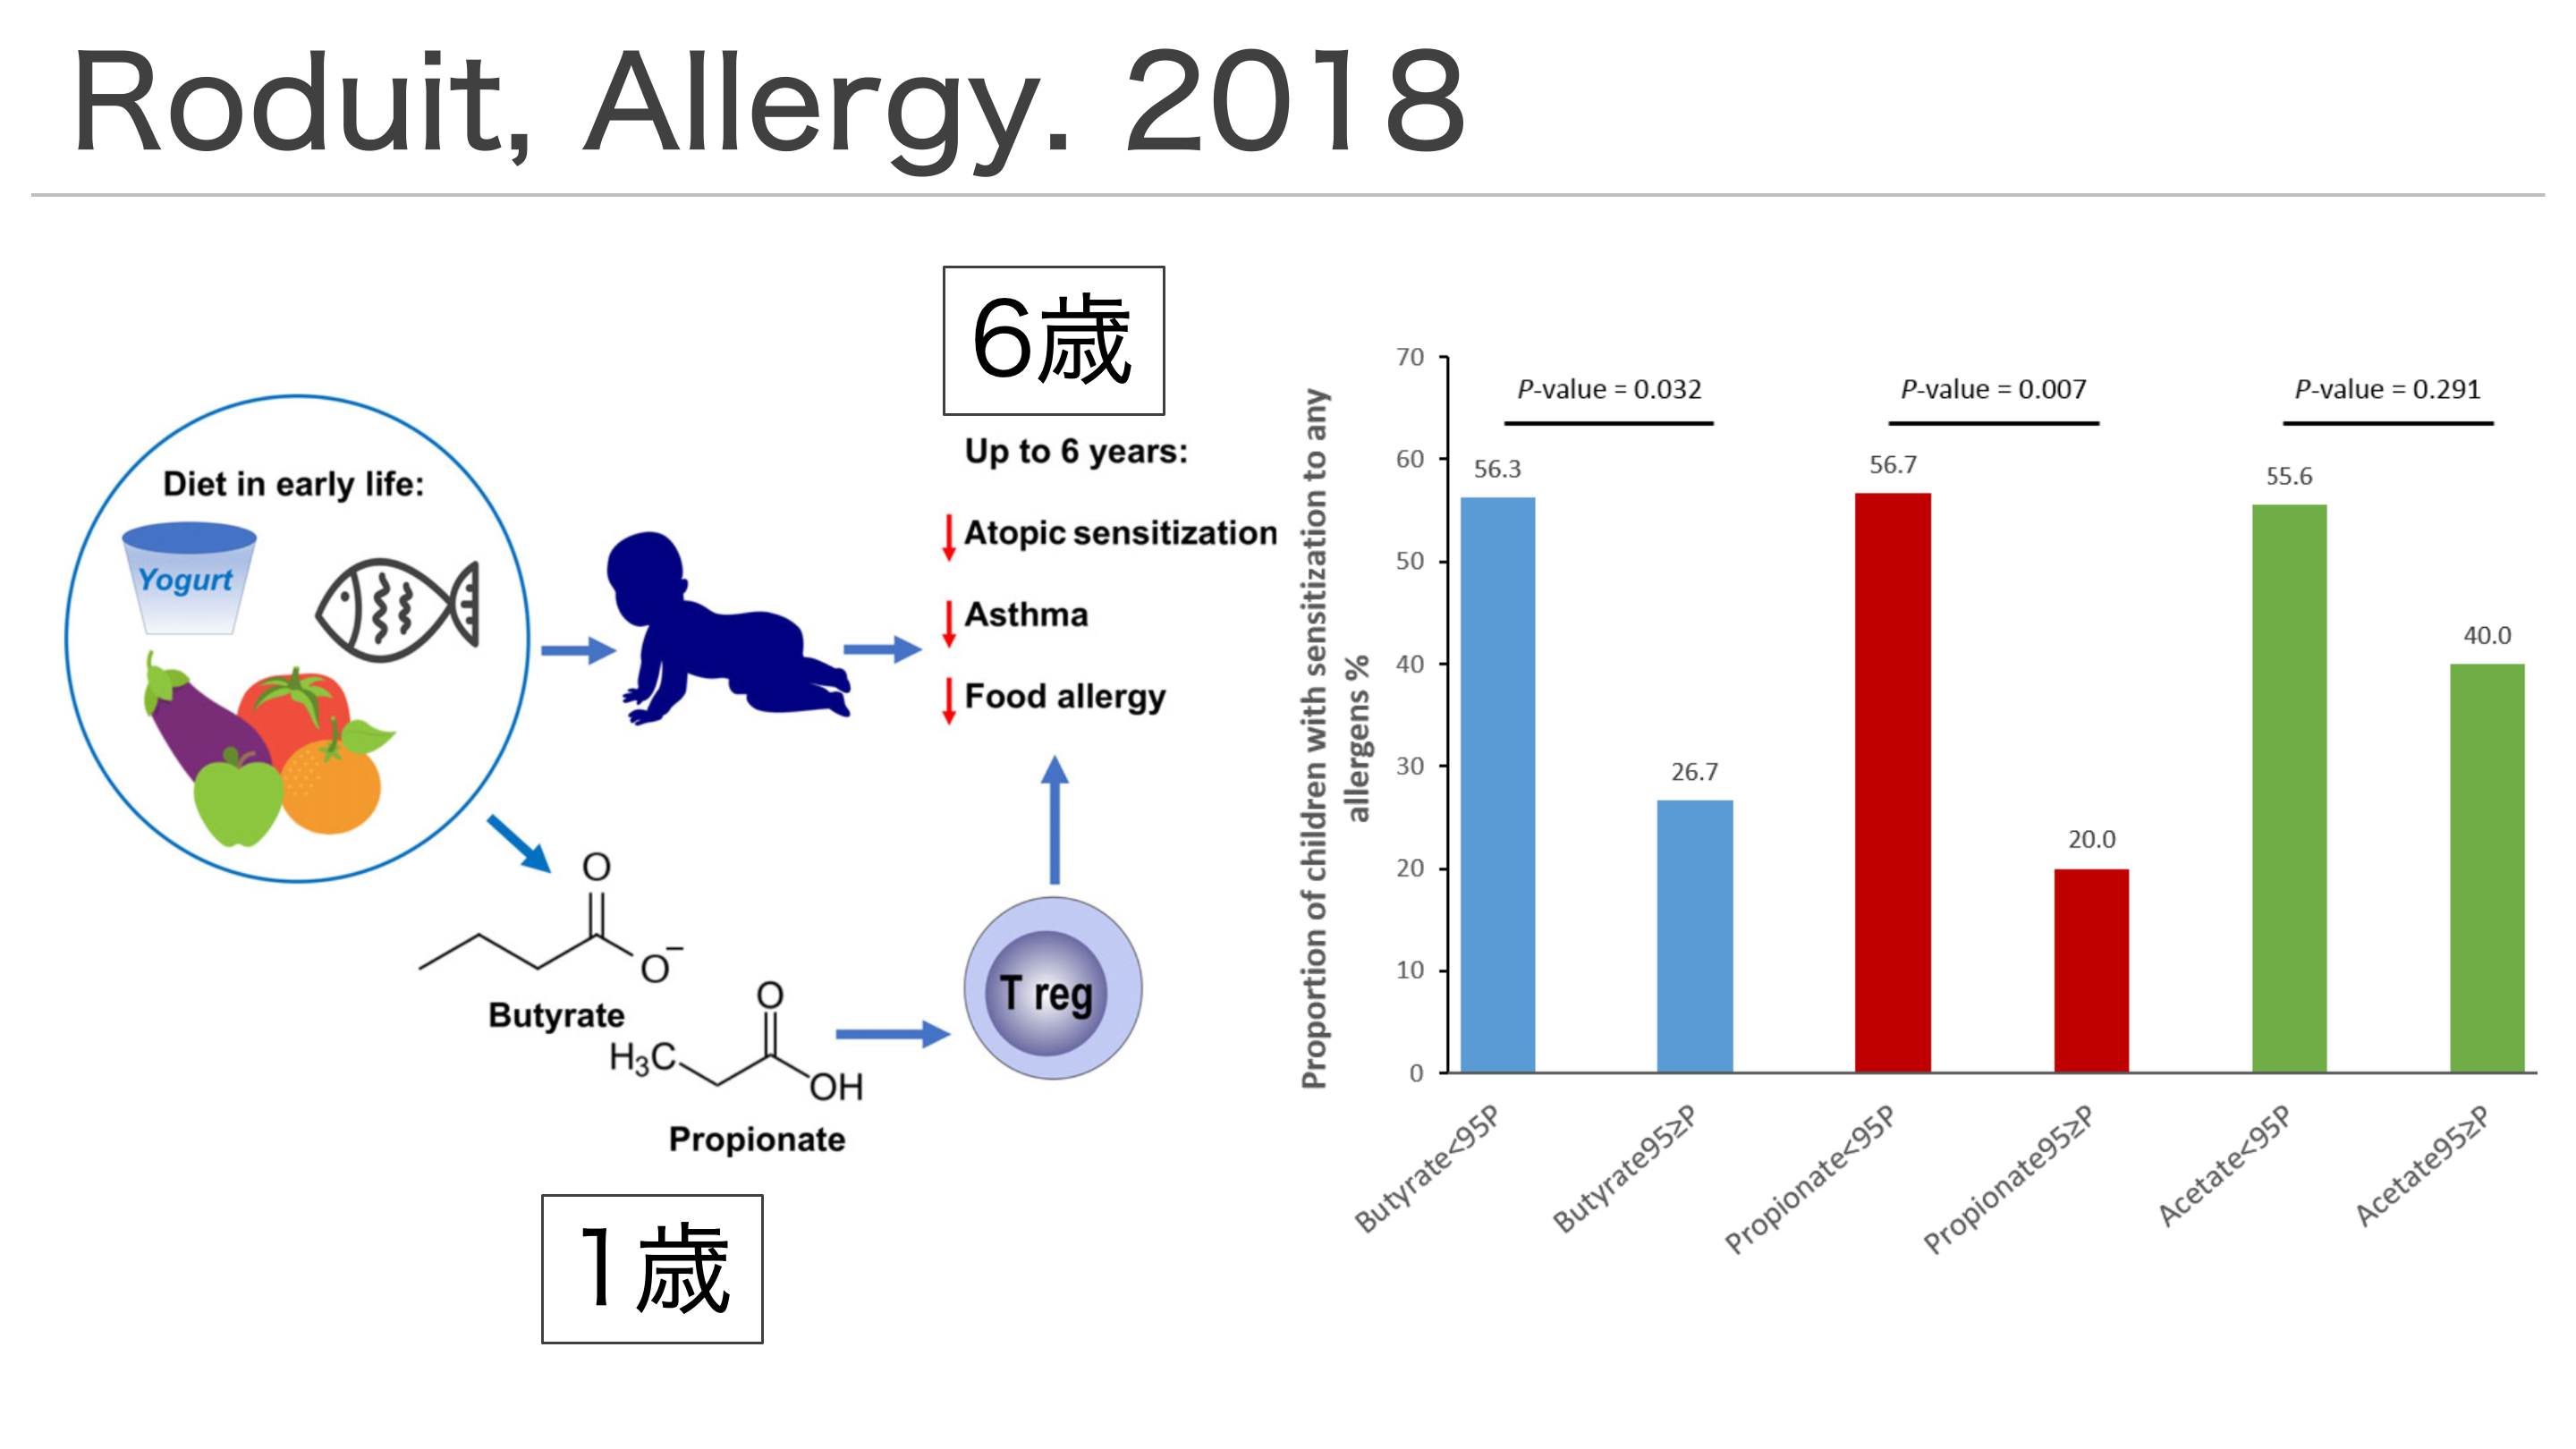 Roduit, Allergy. 2018
6歳
Up to 6 years:
Atopic sensitization
Asthma
Food allergy
Diet in early life:
Yogurt
O
O−
Butyrate
O
H3C
OH
Propionate
T reg
1歳
Proportion of children with sensitization to any
allergens %
70
60
50
40
30
20
10
0
P-value = 0.032
P-value = 0.007
P-value = 0.291
56.3
26.7
56.7
20.0
55.6
40.0
Butyrate<95P
Butyrate95≥P
Propionate<95P
Propionate95≥P
Acetate<95P
Acetate95≥P